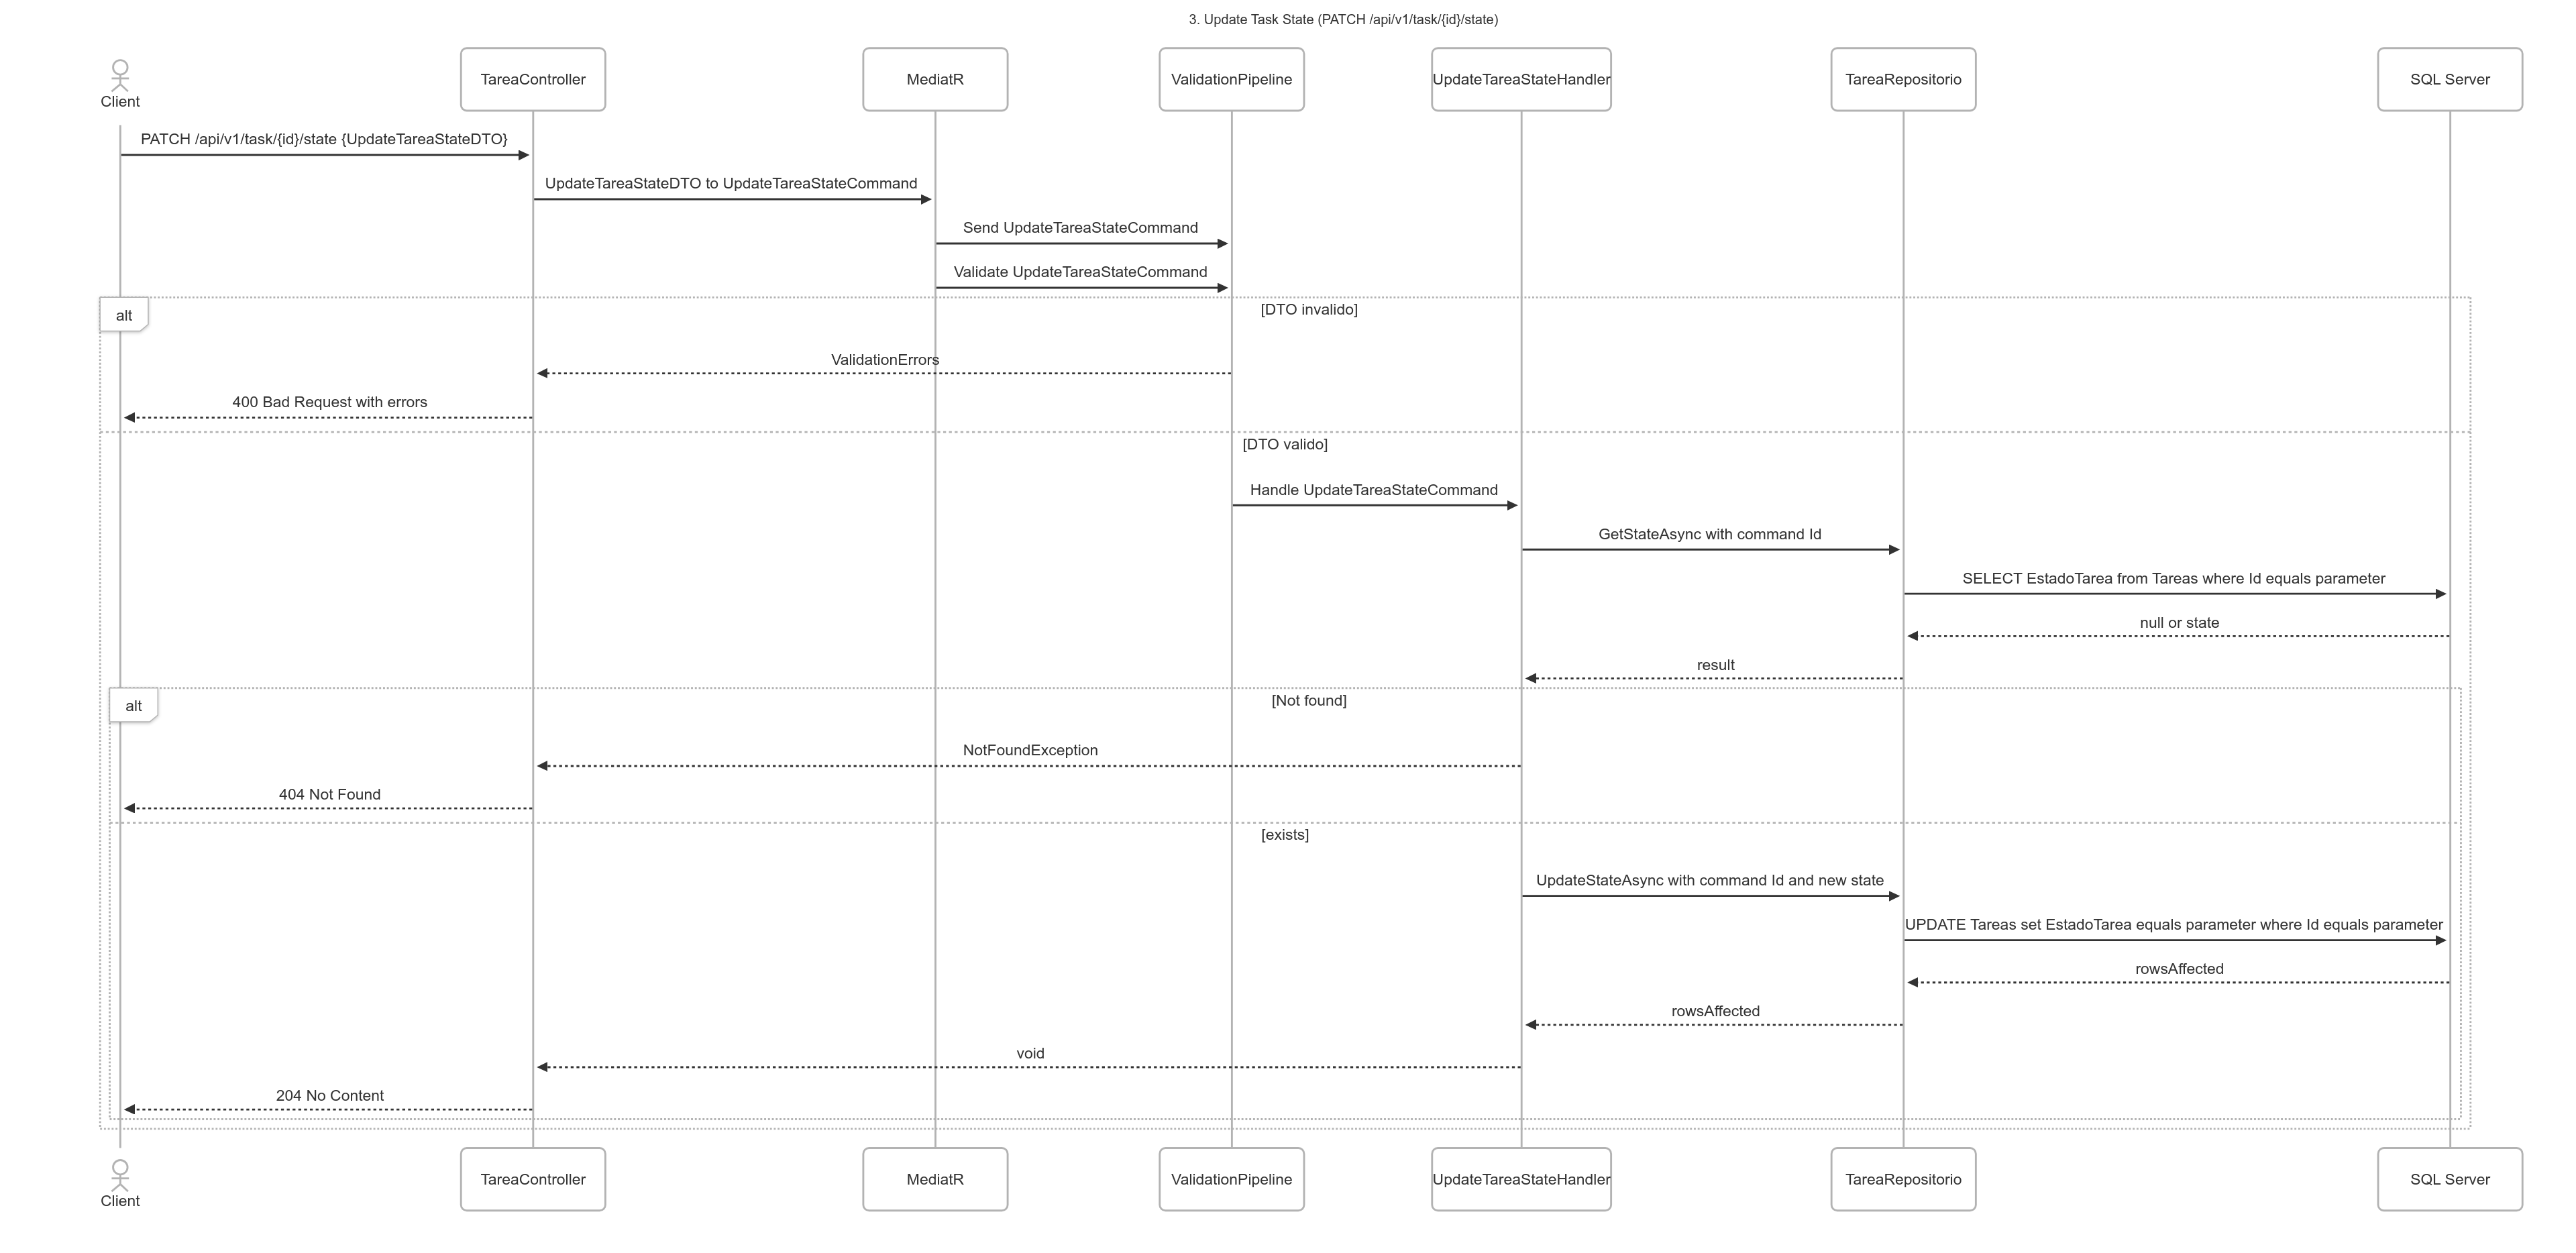 3. Update Task State (PATCH /api/v1/task/{id}/state)
Client
TareaController
MediatR
ValidationPipeline
UpdateTareaStateHandler
TareaRepositorio
SQL Server
PATCH /api/v1/task/{id}/state {UpdateTareaStateDTO}
UpdateTareaStateDTO to UpdateTareaStateCommand
Send UpdateTareaStateCommand
Validate UpdateTareaStateCommand
alt
[DTO invalido]
ValidationErrors
400 Bad Request with errors
[DTO valido]
Handle UpdateTareaStateCommand
GetStateAsync with command Id
SELECT EstadoTarea from Tareas where Id equals parameter
null or state
result
alt
[Not found]
NotFoundException
404 Not Found
[exists]
UpdateStateAsync with command Id and new state
UPDATE Tareas set EstadoTarea equals parameter where Id equals parameter
rowsAffected
rowsAffected
void
204 No Content
Client
TareaController
MediatR
ValidationPipeline
UpdateTareaStateHandler
TareaRepositorio
SQL Server